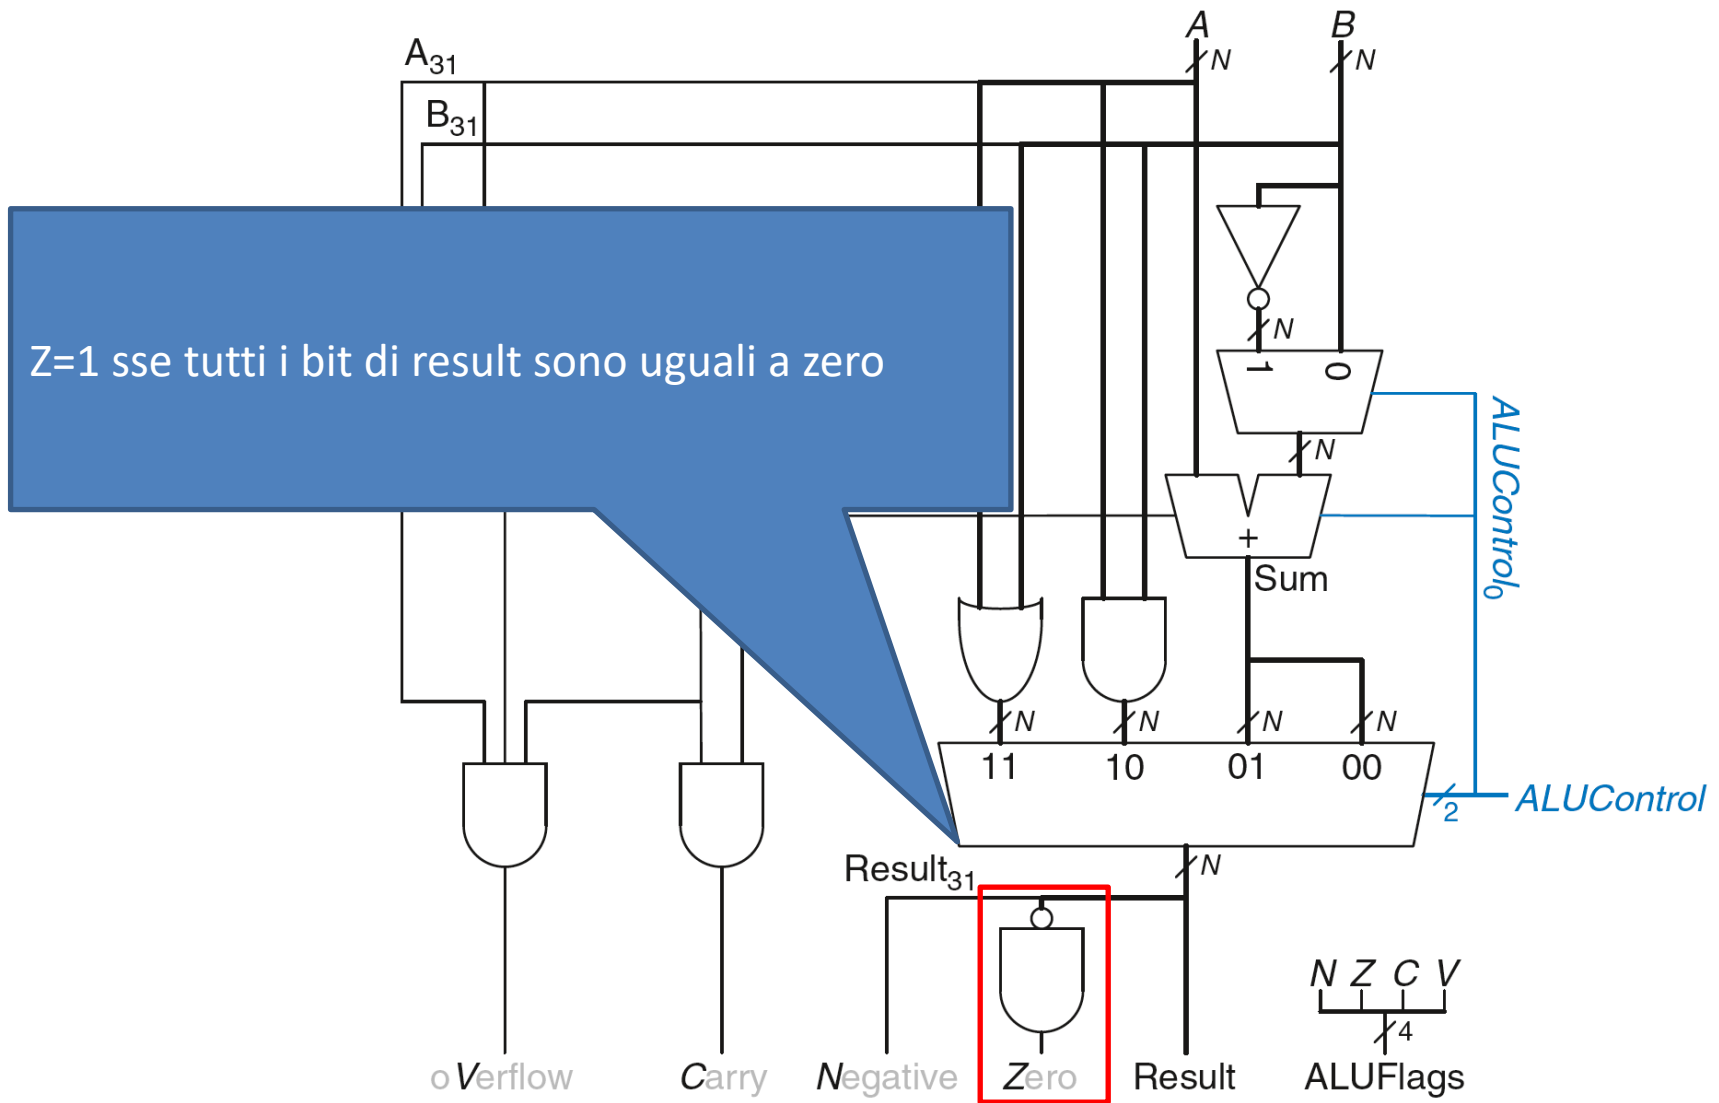 A B
A31 N N
B31
N
Z=1 sse tutti i bit di result sono uguali a zero
1 0
N
ALUControl0
+
Sum
N N N N
11 10 01 00
2 ALUControl
Result31 N
N Z C V
4
oVerflow Carry Negative Zero Result ALUFlags